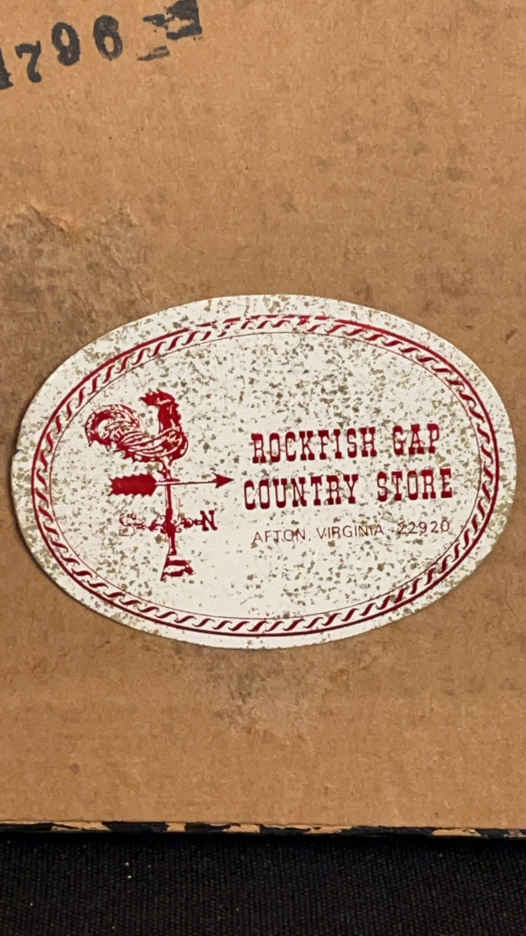 1796
ROCKFISH GAP
COUNTRY STORE
AFTON, VIRGINIA 22920
N